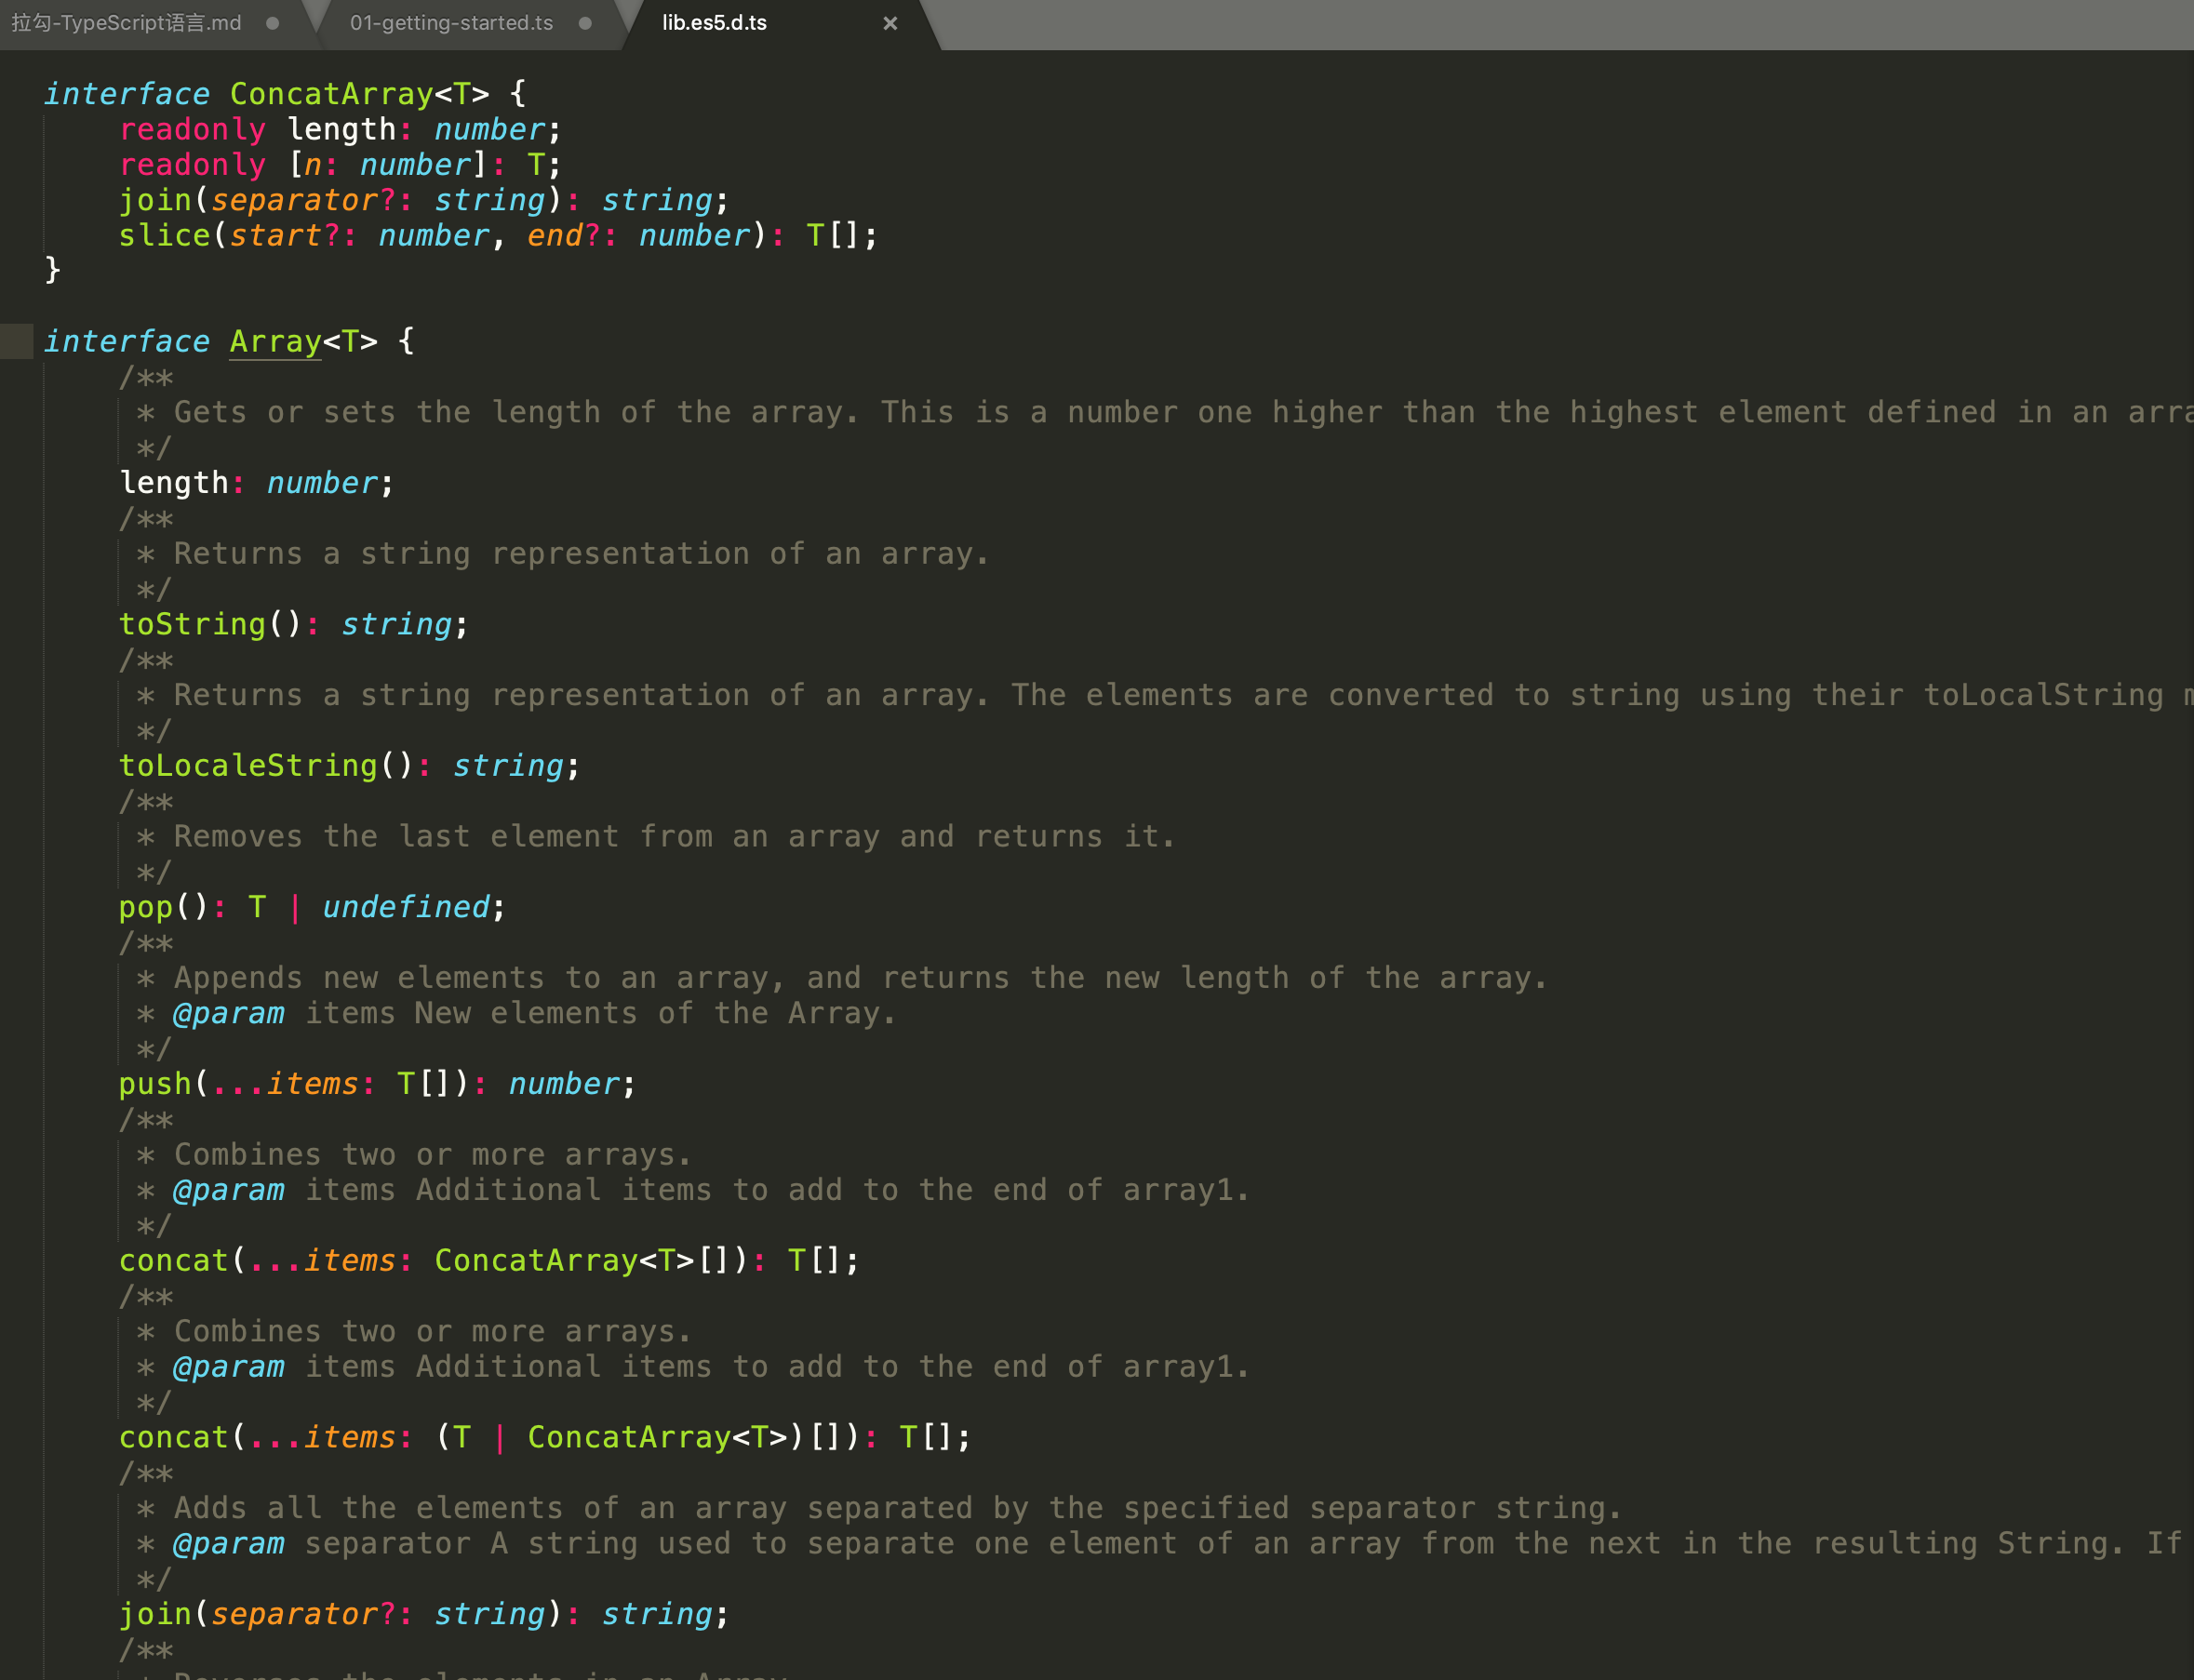 拉勾-TypeScript语言.md
01-getting-started.ts
lib.es5.d.ts
interface ConcatArray<T> {
    readonly length: number;
    readonly [n: number]: T;
    join(separator?: string): string;
    slice(start?: number, end?: number): T[];
}
interface Array<T> {
    /**
     * Gets or sets the length of the array. This is a number one higher than the highest element defined in an arra
     */
    length: number;
    /**
     * Returns a string representation of an array.
     */
    toString(): string;
    /**
     * Returns a string representation of an array. The elements are converted to string using their toLocalString
     */
    toLocaleString(): string;
    /**
     * Removes the last element from an array and returns it.
     */
    pop(): T | undefined;
    /**
     * Appends new elements to an array, and returns the new length of the array.
     * @param items New elements of the Array.
     */
    push(...items: T[]): number;
    /**
     * Combines two or more arrays.
     * @param items Additional items to add to the end of array1.
     */
    concat(...items: ConcatArray<T>[]): T[];
    /**
     * Combines two or more arrays.
     * @param items Additional items to add to the end of array1.
     */
    concat(...items: (T | ConcatArray<T>)[]): T[];
    /**
     * Adds all the elements of an array separated by the specified separator string.
     * @param separator A string used to separate one element of an array from the next in the resulting String. If
     */
    join(separator?: string): string;
    /**
     * Reverses the elements in an Array